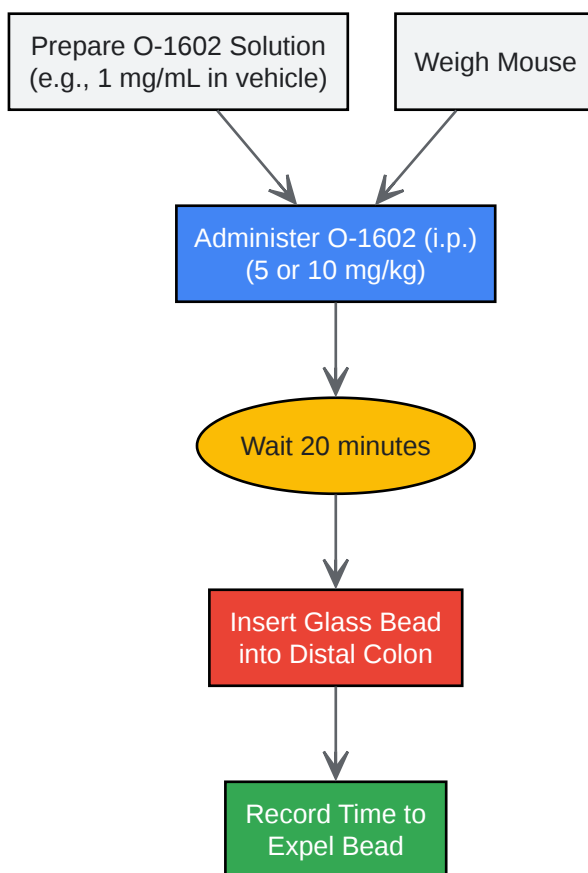 Prepare O-1602 Solution
(e.g., 1 mg/mL in vehicle)
Weigh Mouse
Administer O-1602 (i.p.)
(5 or 10 mg/kg)
Wait 20 minutes
Insert Glass Bead
into Distal Colon
Record Time to
Expel Bead